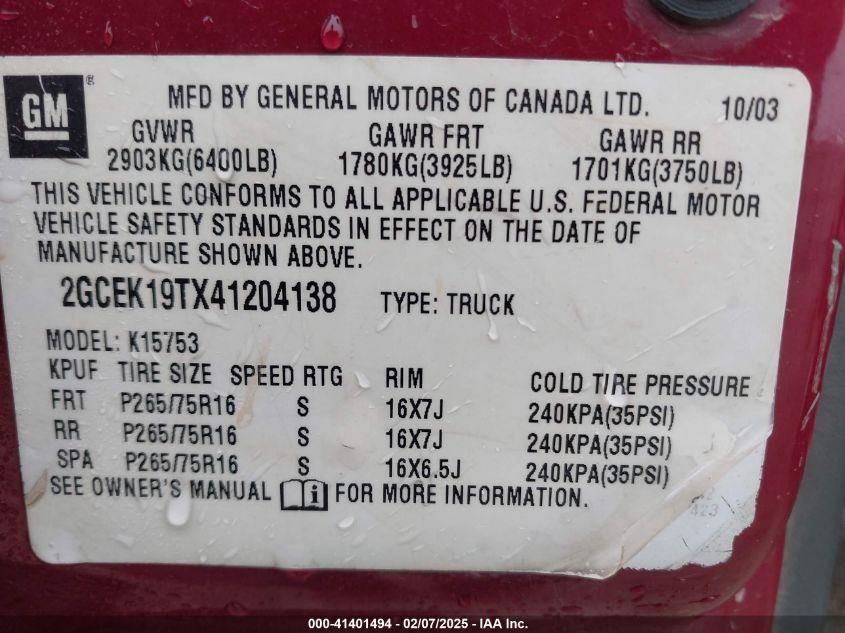 GM ®
MFD BY GENERAL MOTORS OF CANADA LTD. 10/03
GVWR GAWR FRT GAWR RR
2903KG(6400LB) 1780KG(3925LB) 1701KG(3750LB)
THIS VEHICLE CONFORMS TO ALL APPLICABLE U.S. FEDERAL MOTOR
VEHICLE SAFETY STANDARDS IN EFFECT ON THE DATE OF
MANUFACTURE SHOWN ABOVE.
2GCEK19TX41204138 TYPE: TRUCK
MODEL: K15753
KPUF TIRE SIZE SPEED RTG RIM COLD TIRE PRESSURE
FRT P265/75R16 S 16X7J 240KPA(35PSI)
RR P265/75R16 S 16X7J 240KPA(35PSI)
SPA P265/75R16 S 16X6.5J 240KPA(35PSI)
SEE OWNER'S MANUAL i FOR MORE INFORMATION.
423
000-41401494 - 02/07/2025 - IAA Inc.